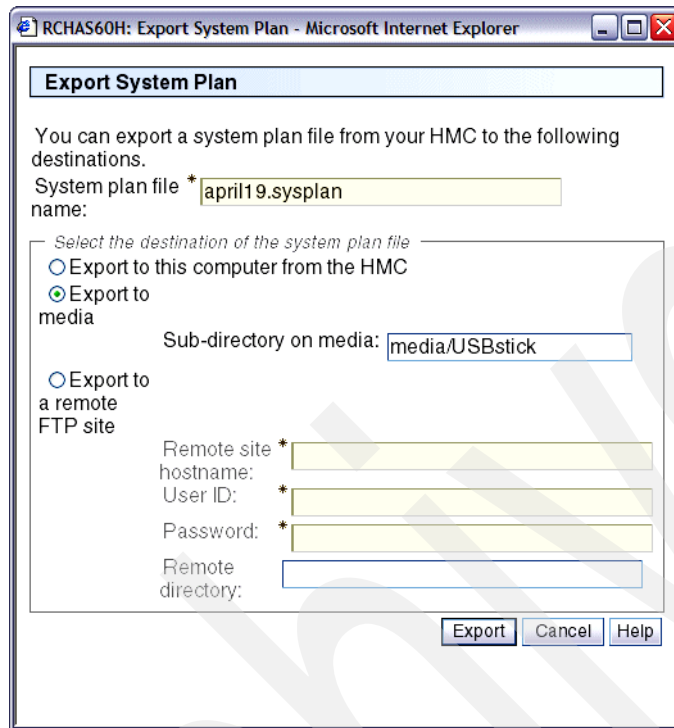 RCHAS60H: Export System Plan - Microsoft Internet Explorer
Export System Plan
You can export a system plan file from your HMC to the following
destinations.
System plan file * april19.sysplan
name:
Select the destination of the system plan file
Export to this computer from the HMC
Export to
media
Sub-directory on media: media/USBstick
Export to
a remote
FTP site
Remote site *
hostname:
User ID: *
Password: *
Remote
directory:
Export Cancel Help